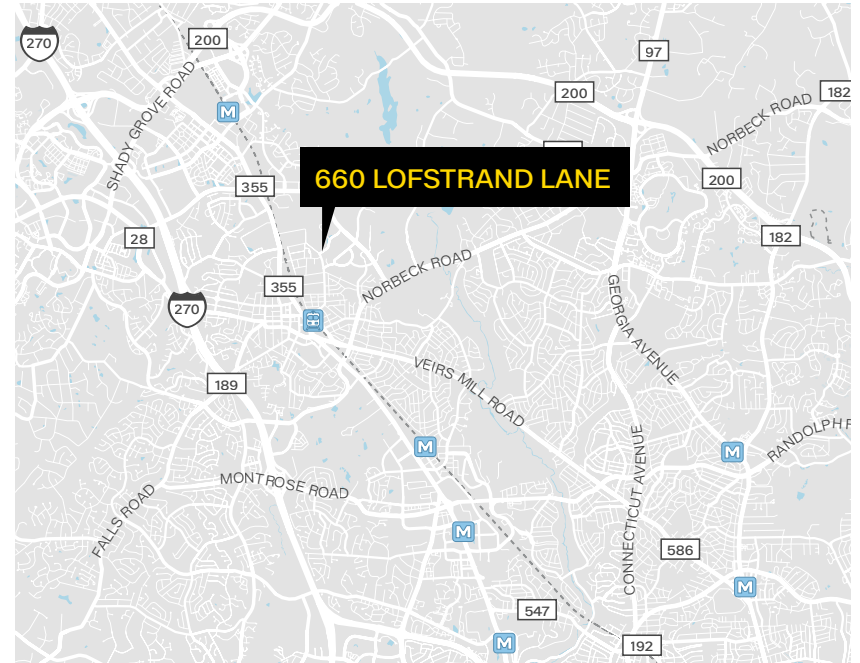 270
200
97
200
182
SHADY GROVE ROAD
M
NORBECK ROAD
355
660 LOFSTRAND LANE
200
28
182
NORBECK ROAD
355
270
GEORGIA AVENUE
VEIRS MILL ROAD
189
CONNECTICUT AVENUE
M
M
RANDOLPH R
MONTROSE ROAD
FALLS ROAD
M
586
M
547
M
192